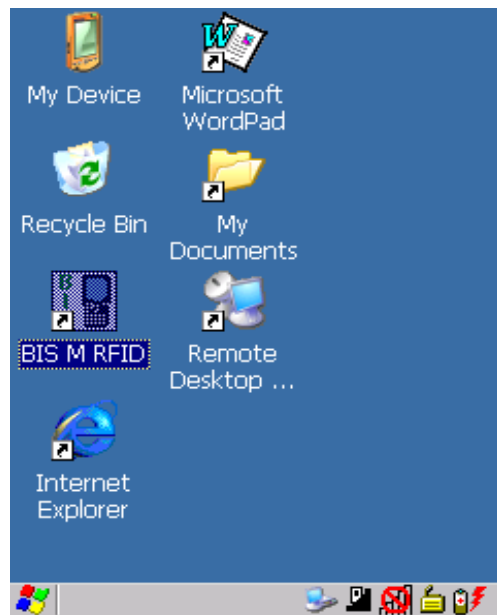 My Device
Microsoft
WordPad
Recycle Bin
My
Documents
BIS M RFID
Remote
Desktop ...
Internet
Explorer